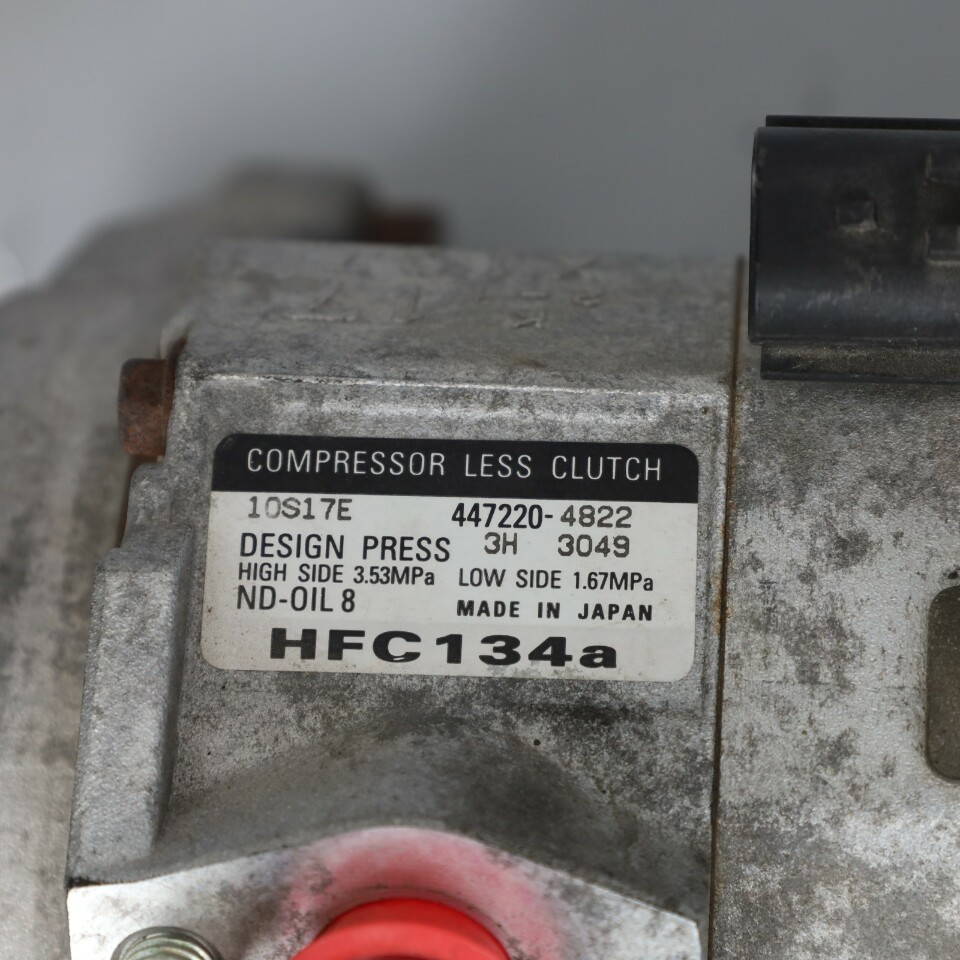 COMPRESSOR LESS CLUTCH
10S17E 447220-4822
DESIGN PRESS 3H 3049
HIGH SIDE 3.53MPa LOW SIDE 1.67MPa
ND-OIL 8 MADE IN JAPAN
HFC134a